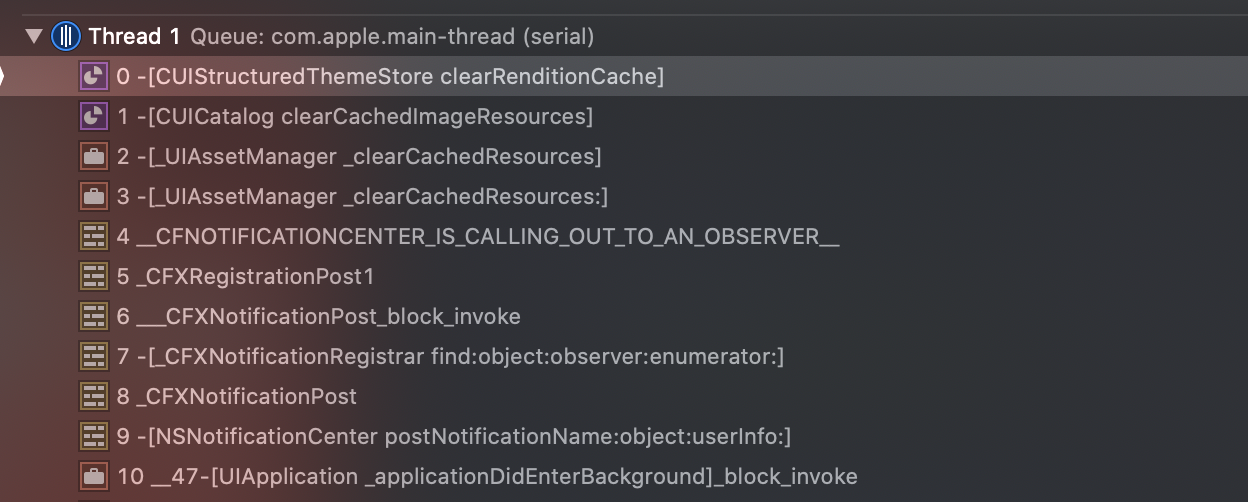 Thread 1 Queue: com.apple.main-thread (serial)
0 -[CUIStructuredThemeStore clearRenditionCache]
1 -[CUICatalog clearCachedImageResources]
2 -[_UIAssetManager _clearCachedResources]
3 -[_UIAssetManager _clearCachedResources:]
4 __CFNOTIFICATIONCENTER_IS_CALLING_OUT_TO_AN_OBSERVER__
5 _CFXRegistrationPost1
6 ___CFXNotificationPost_block_invoke
7 -[_CFXNotificationRegistrar find:object:observer:enumerator:]
8 _CFXNotificationPost
9 -[NSNotificationCenter postNotificationName:object:userInfo:]
10 __47-[UIApplication _applicationDidEnterBackground]_block_invoke